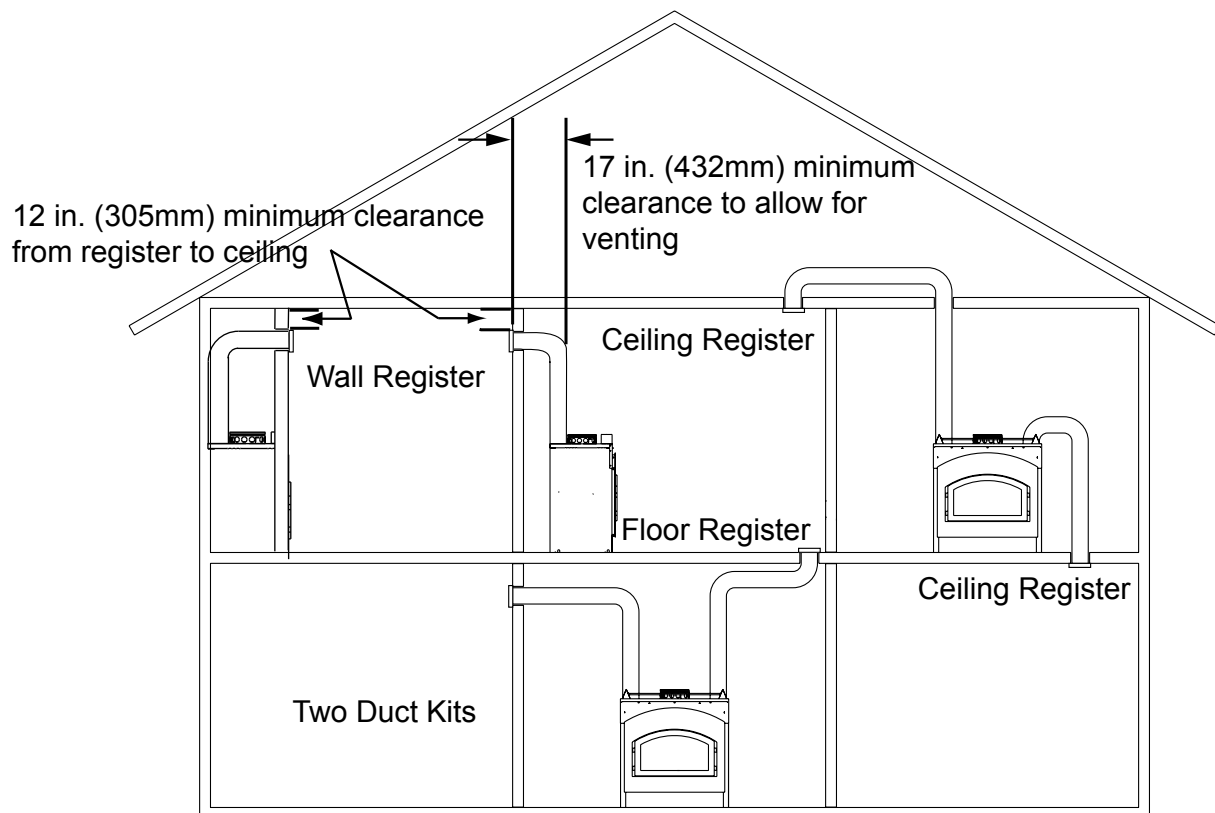 17 in. (432mm) minimum
clearance to allow for
venting
12 in. (305mm) minimum clearance
from register to ceiling
Ceiling Register
Wall Register
Floor Register
Ceiling Register
Two Duct Kits